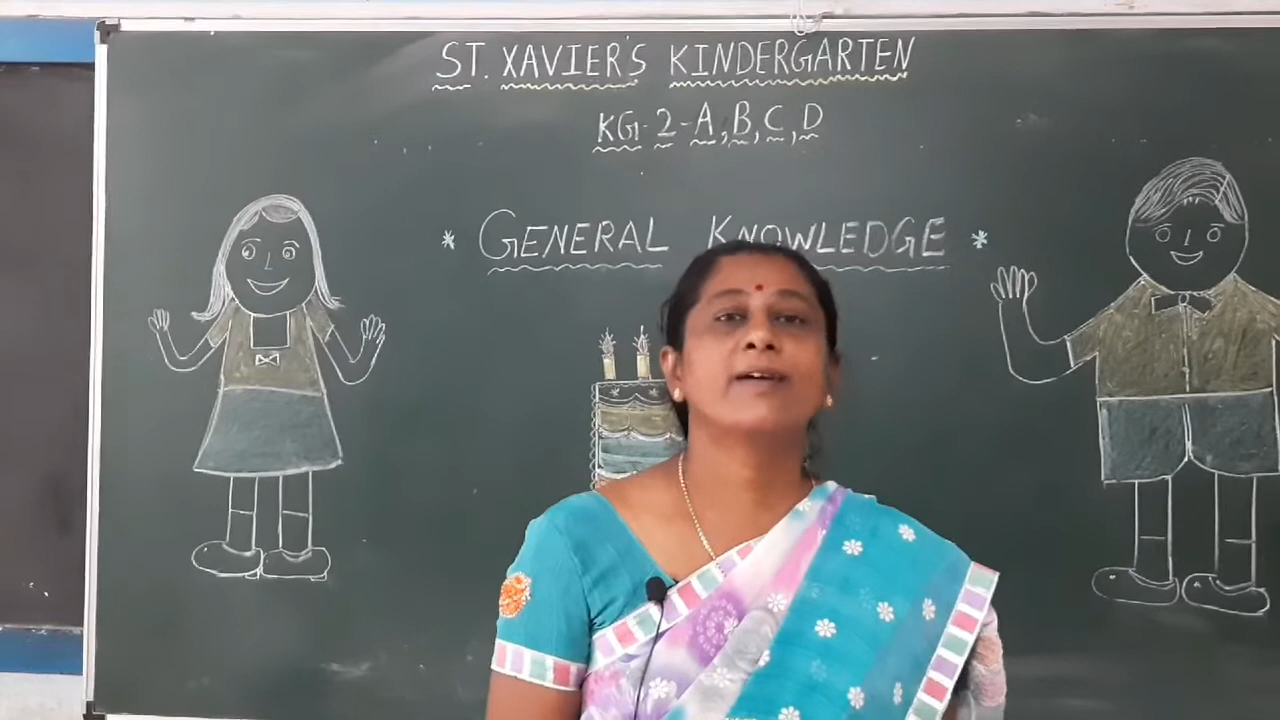 ST. XAVIER'S KINDERGARTEN
KG-2-A,B,C,D
* GENERAL KNOWLEDGE *